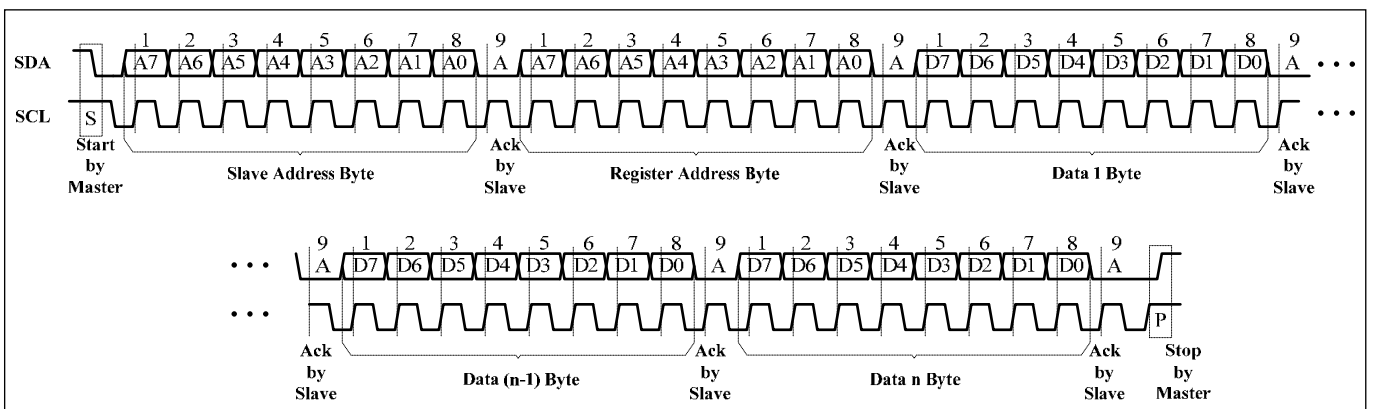 1 2 3 4 5 6 7 8 9 1 2 3 4 5 6 7 8 9 1 2 3 4 5 6 7 8 9
SDA A7 A6 A5 A4 A3 A2 A1 A0 A A7 A6 A5 A4 A3 A2 A1 A0 A D7 D6 D5 D4 D3 D2 D1 D0 A • • •
SCL S • • •
Start by Master
Slave Address Byte
Ack by Slave
Register Address Byte
Ack by Slave
Data 1 Byte
Ack by Slave
9 1 2 3 4 5 6 7 8 9 1 2 3 4 5 6 7 8 9
• • • A D7 D6 D5 D4 D3 D2 D1 D0 A D7 D6 D5 D4 D3 D2 D1 D0 A
• • • P
Ack by Slave
Data (n-1) Byte
Ack by Slave
Data n Byte
Ack by Slave
Stop by Master